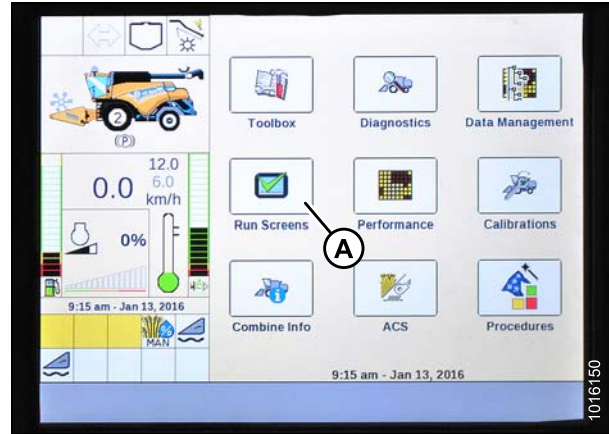 Toolbox
Diagnostics
Data Management
2
(P)
12.0
0.0
6.0
km/h
Run Screens
Performance
Calibrations
A
0%
9:15 am - Jan 13, 2016
MAN
Combine Info
ACS
Procedures
9:15 am - Jan 13, 2016
1016150